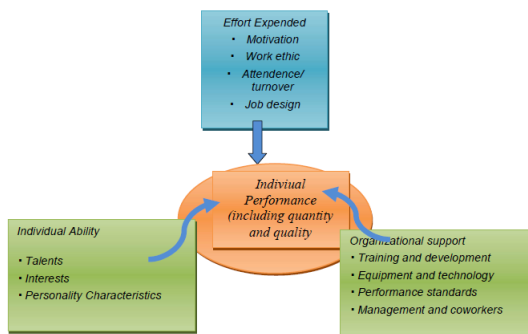 Effort Expended
• Motivation
• Work ethic
• Attendence/
turnover
• Job design
Indiviual
Performance
(including quantity
and quality
Individual Ability
• Talents
• Interests
• Personality Characteristics
Organizational support
• Training and development
• Equipment and technology
• Performance standards
• Management and coworkers